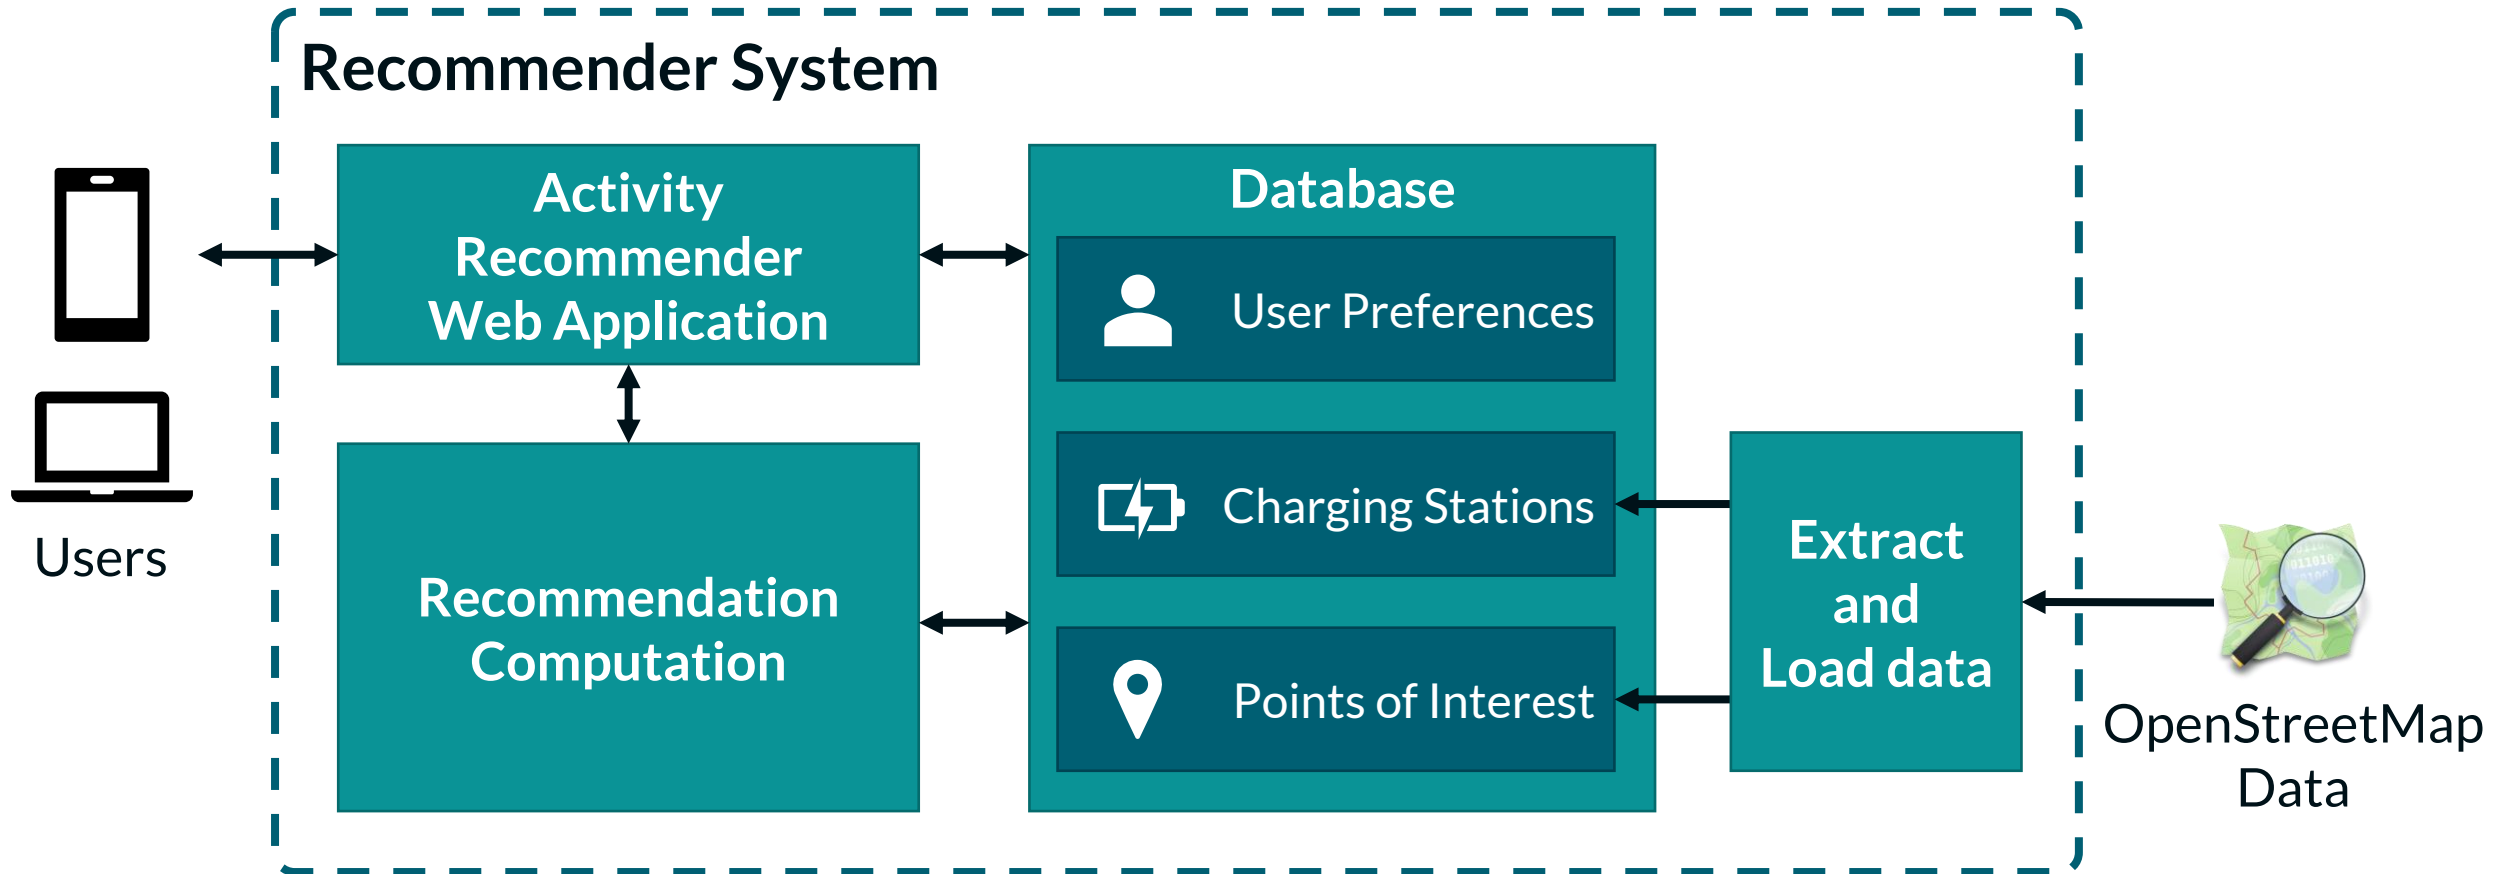 Recommender System
Activity
Recommender
Web Application
Database
User Preferences
Charging Stations
Points of Interest
Recommendation
Computation
Extract
and
Load data
Users
OpenStreetMap
Data
011010